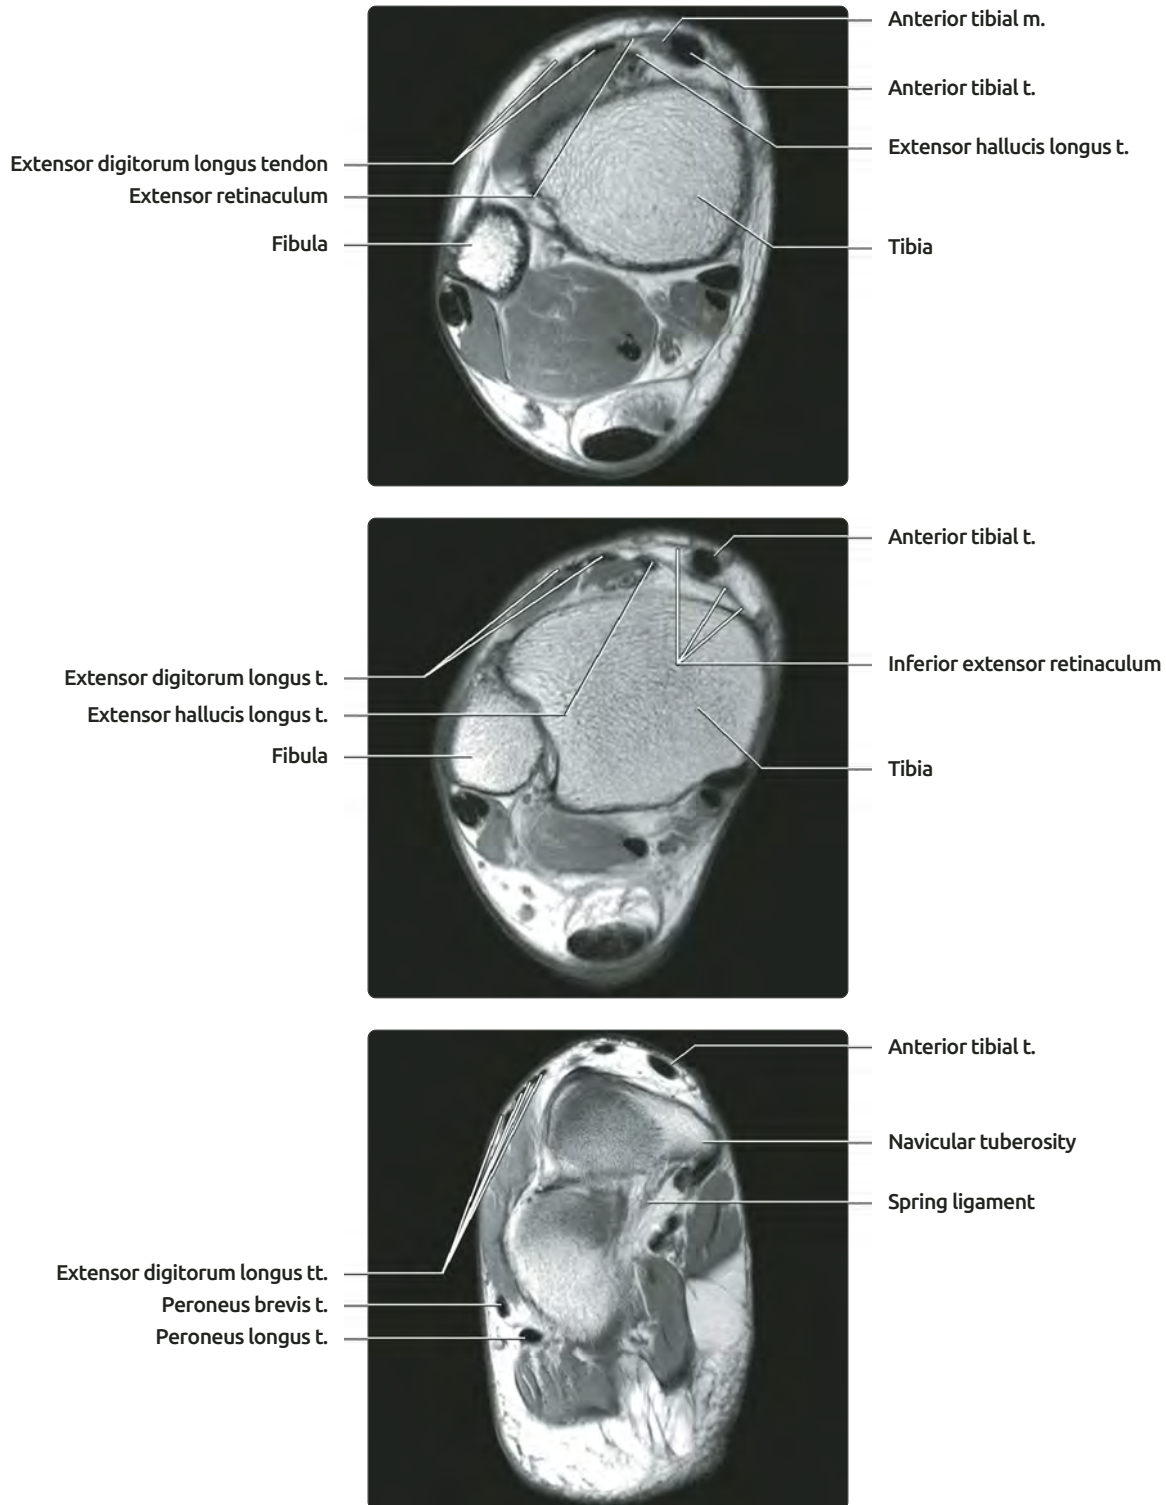 Anterior tibial m.
Anterior tibial t.
Extensor hallucis longus t.
Extensor digitorum longus tendon
Extensor retinaculum
Fibula
Tibia
Anterior tibial t.
Inferior extensor retinaculum
Extensor digitorum longus t.
Extensor hallucis longus t.
Fibula
Tibia
Anterior tibial t.
Navicular tuberosity
Spring ligament
Extensor digitorum longus tt.
Peroneus brevis t.
Peroneus longus t.